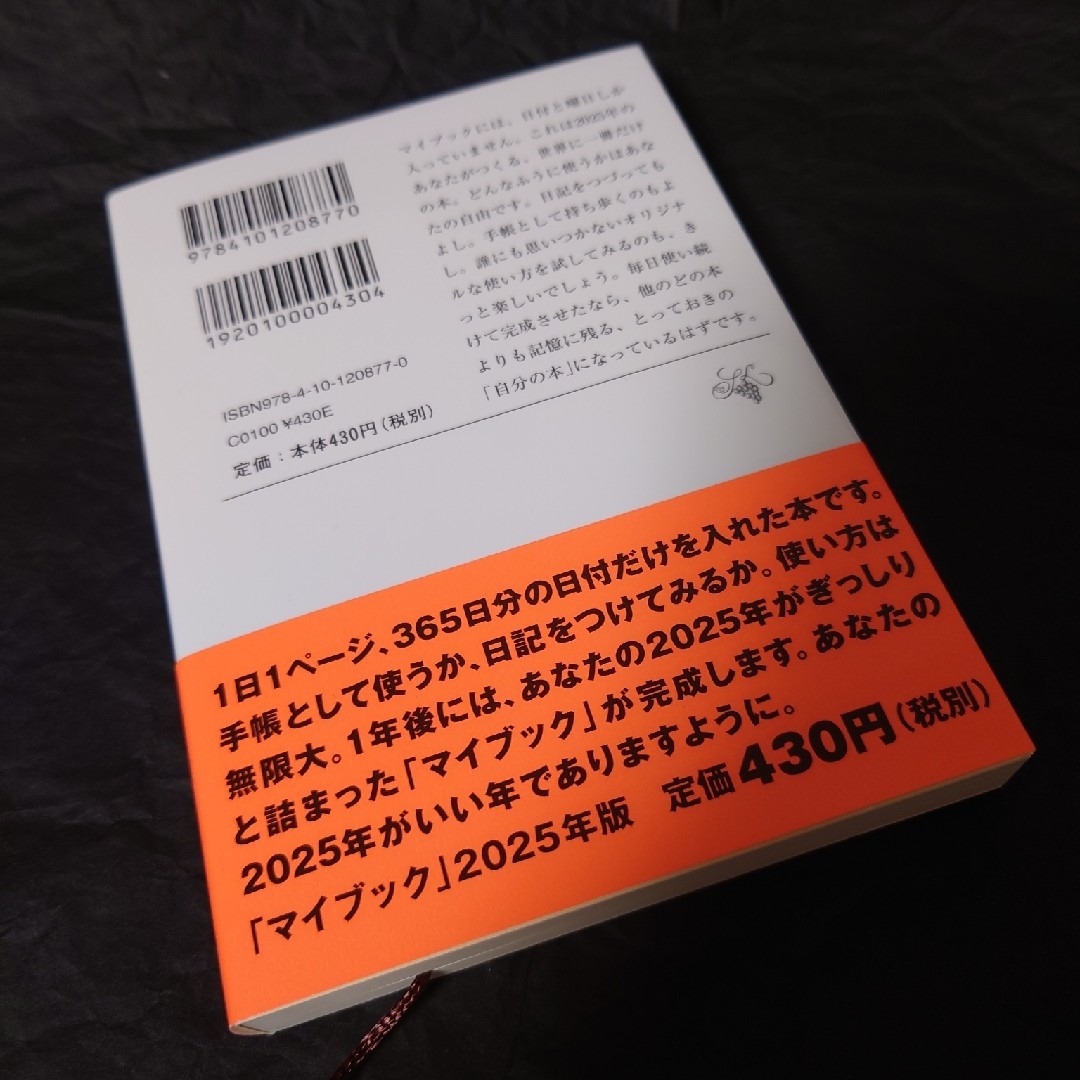 9784101208770
1920100004304
ISBN978-4-10-120877-0
C0100 ¥430E
定価：本体430円（税別）
マイブックには、日付と曜日しか
入っていません。これは2025年の
あなたがつくる、世界に一冊だけ
の本。どんなふうに使うかはあな
たの自由です。日記をつづっても
よし。手帳として持ち歩くのもよ
し。誰にも思いつかないオリジナ
ルな使い方を試してみるのも、き
っと楽しいでしょう。毎日使い続
けて完成させたなら、他のどの本
よりも記憶に残る、とっておきの
「自分の本」になっているはずです。
1日1ページ、365日分の日付だけを入れた本です。
手帳として使うか、日記をつけてみるか。使い方は
無限大。1年後には、あなたの2025年がぎっしり
と詰まった「マイブック」が完成します。あなたの
2025年がいい年でありますように。
「マイブック」2025年版　定価430円（税別）